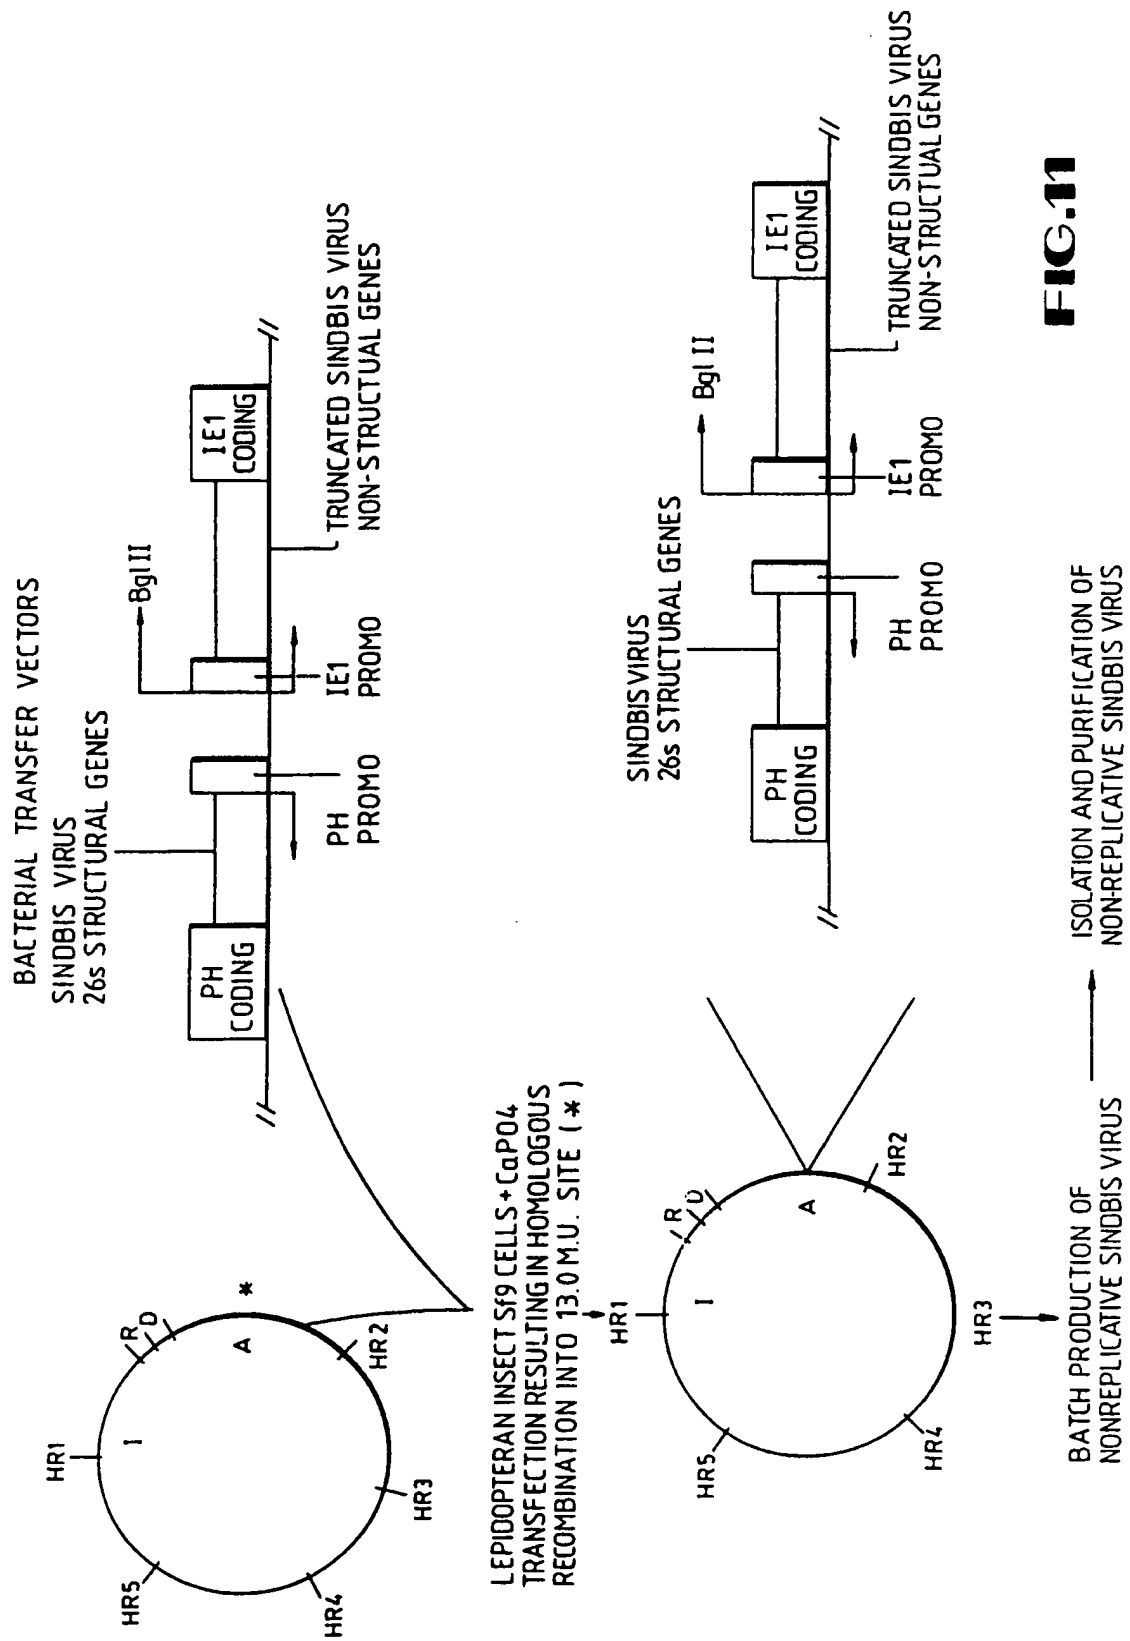 BACTERIAL TRANSFER VECTORS
SINDBIS VIRUS
26s STRUCTURAL GENES
PH
CODING
PH
PROMO
Bgl II
IE1
PROMO
IE1
CODING
TRUNCATED SINDBIS VIRUS
NON-STRUCTUAL GENES
HR1
I
R
D
A
*
HR2
HR3
HR4
HR5
LEPIDOPTERAN INSECT Sf9 CELLS+CaPO4
TRANSFECTION RESULTING IN HOMOLOGOUS
RECOMBINATION INTO 13.0 M.U. SITE (*)
HR1
I
R
D
A
HR2
HR3
HR4
HR5
SINDBIS VIRUS
26s STRUCTURAL GENES
PH
CODING
PH
PROMO
Bgl II
IE1
PROMO
IE1
CODING
TRUNCATED SINDBIS VIRUS
NON-STRUCTUAL GENES
BATCH PRODUCTION OF
NONREPLICATIVE SINDBIS VIRUS
ISOLATION AND PURIFICATION OF
NON-REPLICATIVE SINDBIS VIRUS
FIG.11